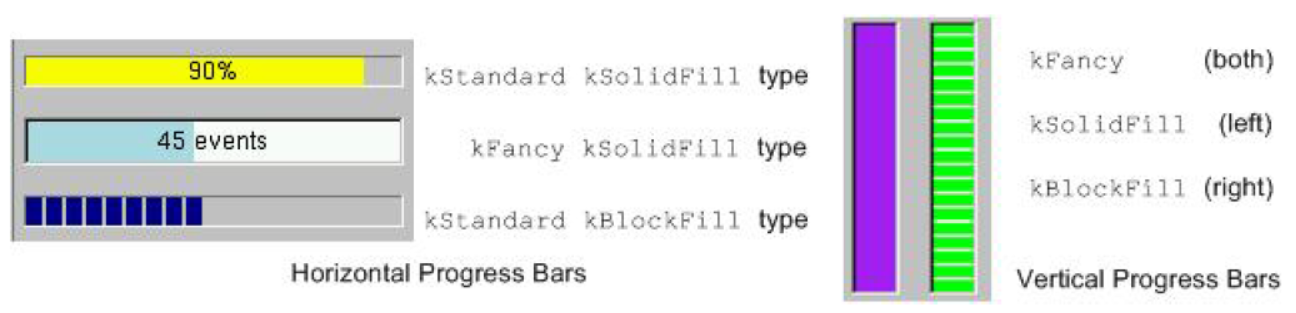 90%
kStandard kSolidFill type
45 events
kFancy kSolidFill type
kStandard kBlockFill type
Horizontal Progress Bars
kFancy (both)
kSolidFill (left)
kBlockFill (right)
Vertical Progress Bars